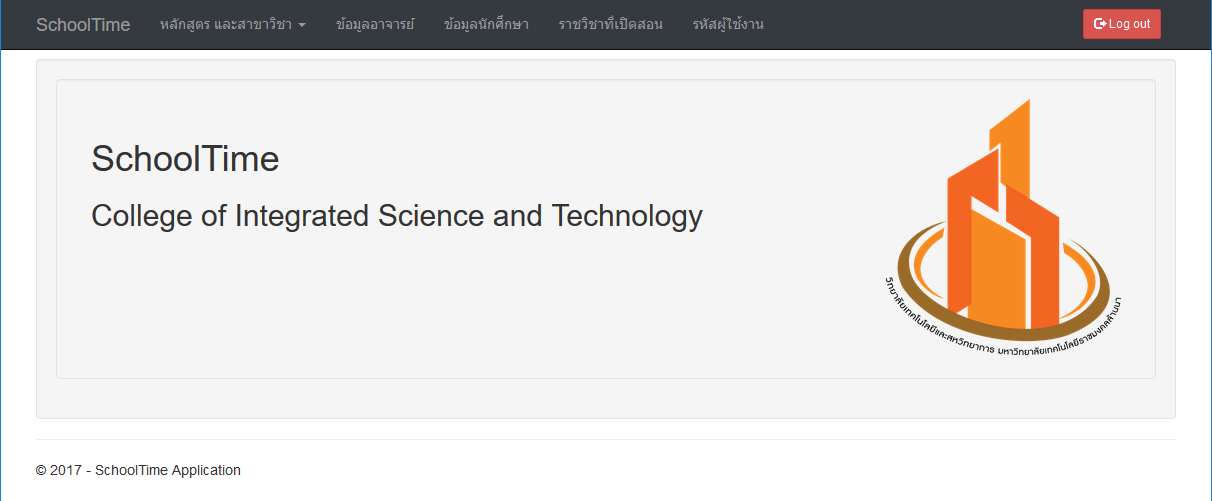 SchoolTime หลักสูตร และสาขาวิชา ข้อมูลอาจารย์ ข้อมูลนักศึกษา ราชวิชาที่เปิดสอน รหัสผู้ใช้งาน Log out
SchoolTime
College of Integrated Science and Technology
วิทยาลัยเทคโนโลยีและสหวิทยาการ มหาวิทยาลัยเทคโนโลยีราชมงคลล้านนา
© 2017 - SchoolTime Application